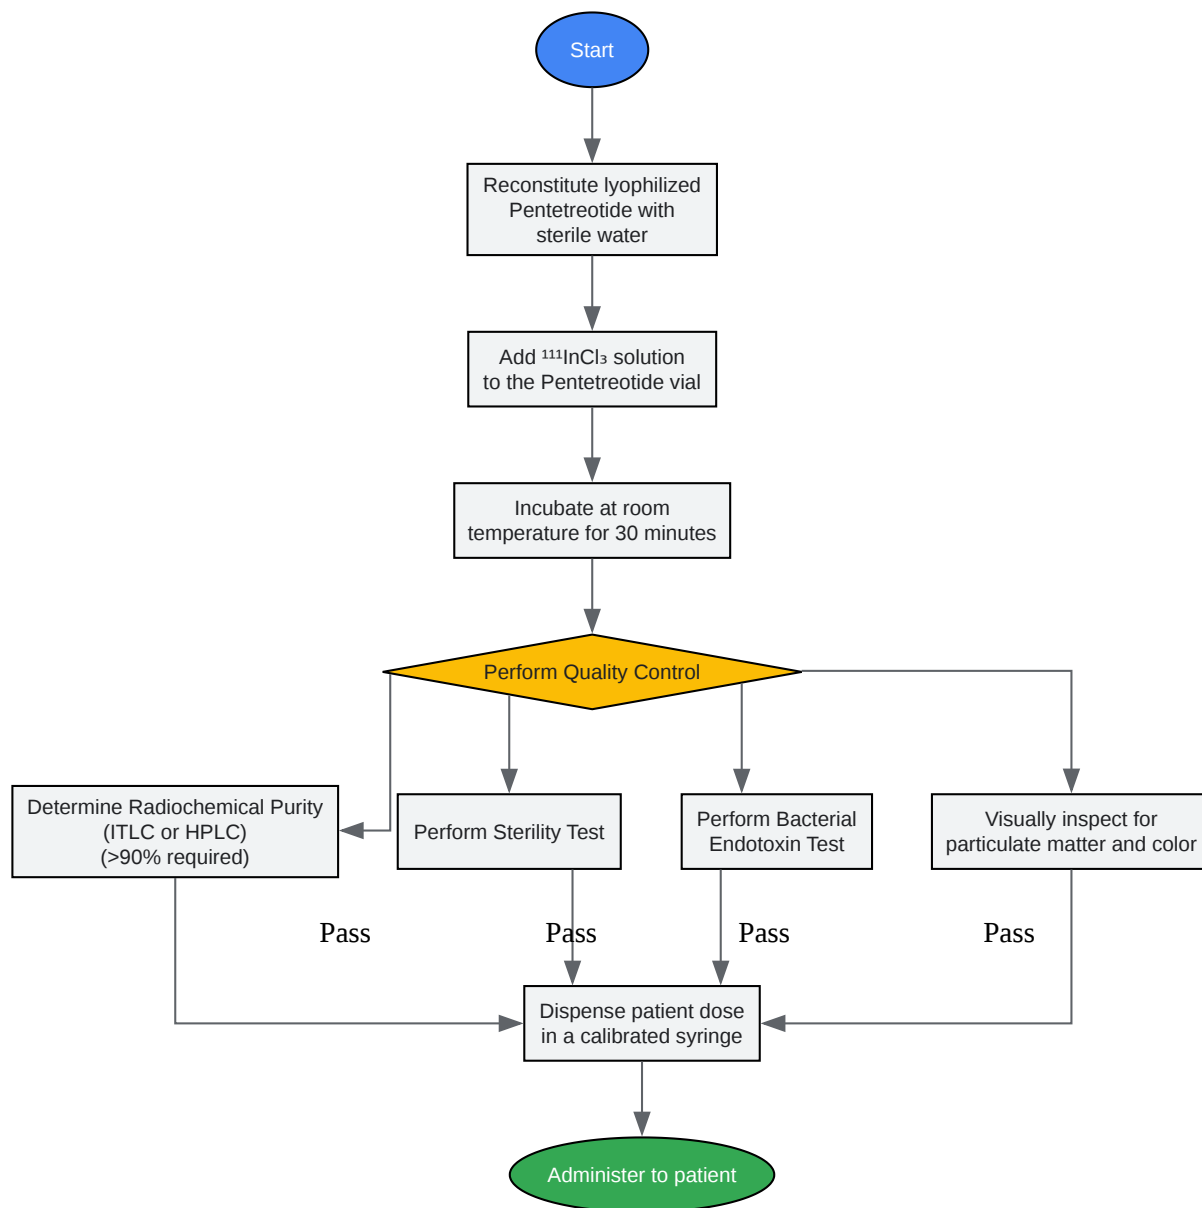 Start
Reconstitute lyophilized
Pentetreotide with
sterile water
Add ¹¹¹InCl₃ solution
to the Pentetreotide vial
Incubate at room
temperature for 30 minutes
Perform Quality Control
Determine Radiochemical Purity
(ITLC or HPLC)
(>90% required)
Perform Sterility Test
Perform Bacterial
Endotoxin Test
Visually inspect for
particulate matter and color
Pass
Pass
Pass
Pass
Dispense patient dose
in a calibrated syringe
Administer to patient